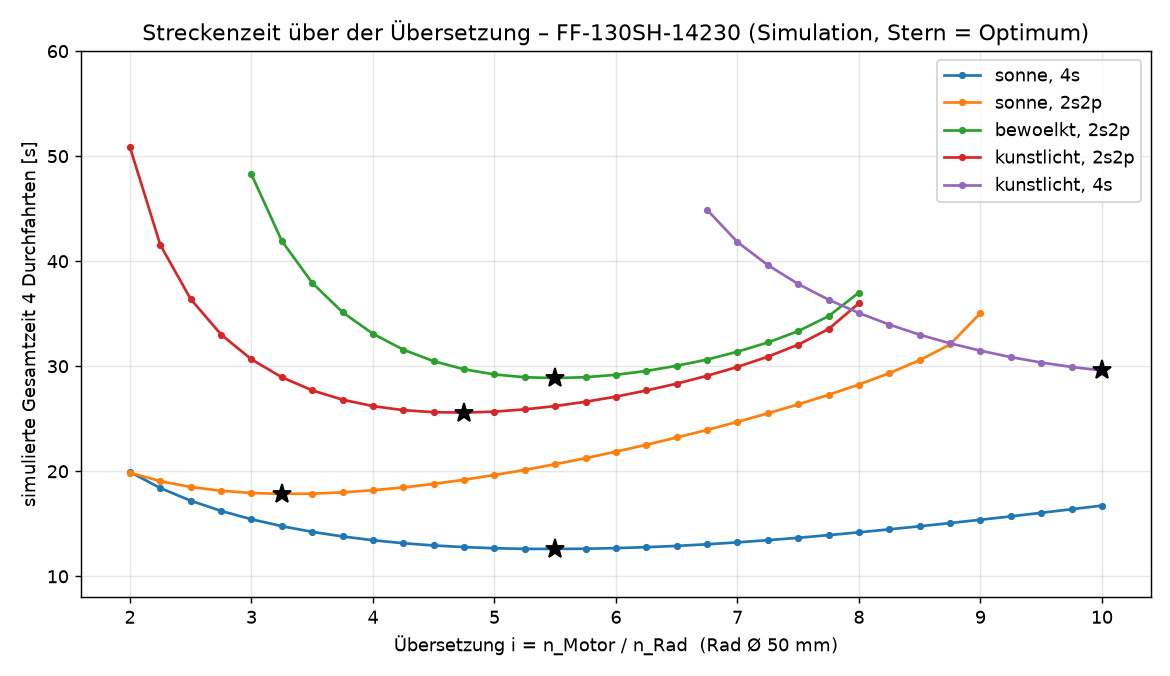 Streckenzeit über der Übersetzung – FF-130SH-14230 (Simulation, Stern = Optimum)
simulierte Gesamtzeit 4 Durchfahrten [s]
60
50
40
30
20
10
sonne, 4s
sonne, 2s2p
bewoelkt, 2s2p
kunstlicht, 2s2p
kunstlicht, 4s
2 3 4 5 6 7 8 9 10
Übersetzung i = n_Motor / n_Rad (Rad Ø 50 mm)